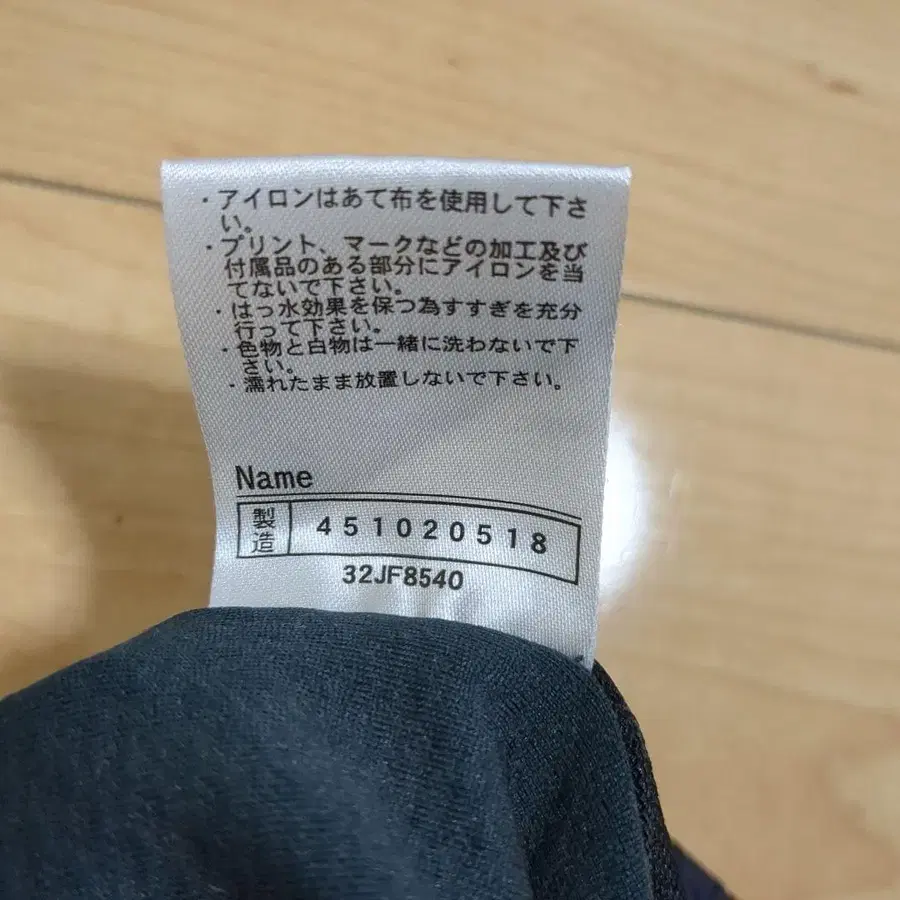 ・アイロンはあて布を使用して下さ
い。
・プリント、マークなどの加工及び
付属品のある部分にアイロンを当
てないで下さい。
・はっ水効果を保つ為すすぎを充分
行って下さい。
・色物と白物は一緒に洗わないで下
さい。
・濡れたまま放置しないで下さい。
Name
製造 451020518
32JF8540